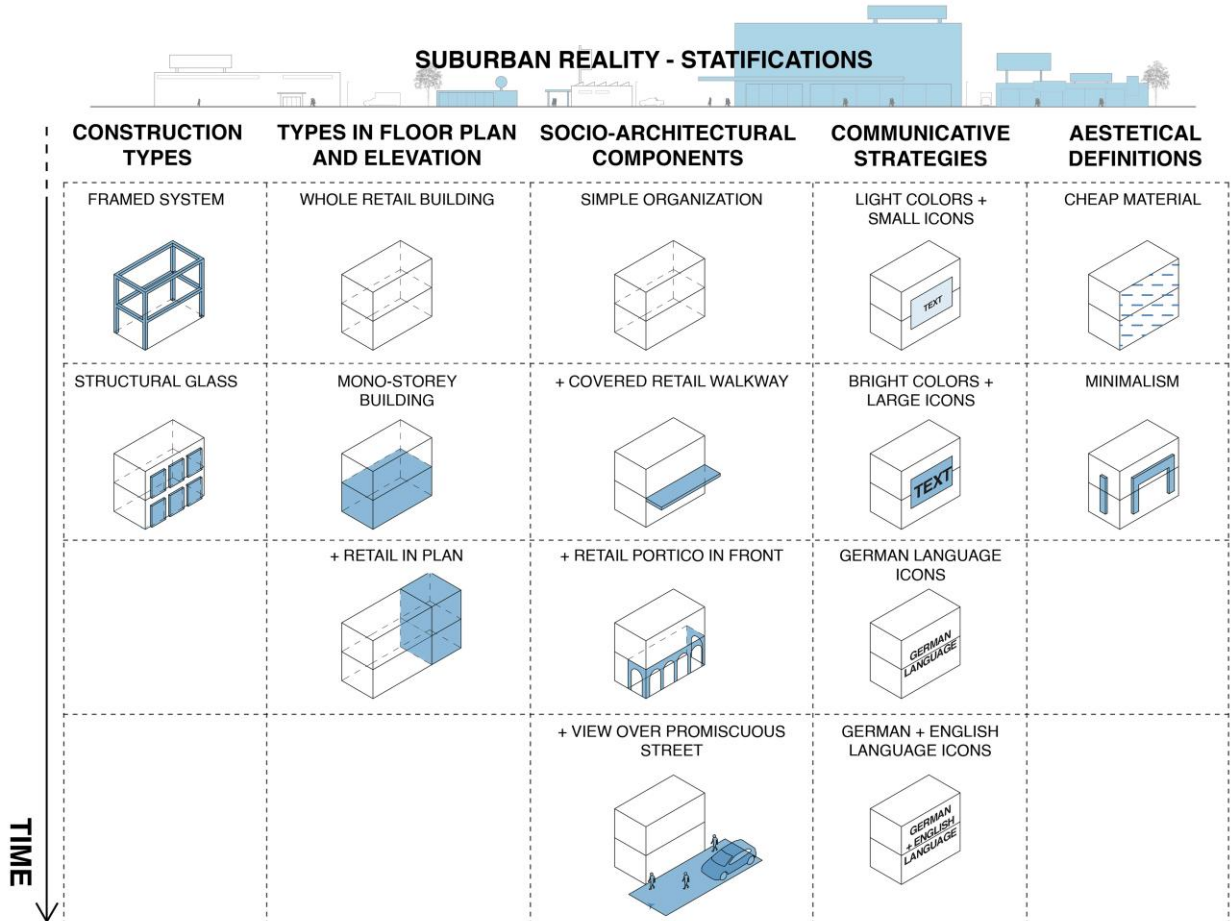 SUBURBAN REALITY - STATIFICATIONS
CONSTRUCTION
TYPES
TYPES IN FLOOR PLAN
AND ELEVATION
SOCIO-ARCHITECTURAL
COMPONENTS
COMMUNICATIVE
STRATEGIES
AESTETICAL
DEFINITIONS
FRAMED SYSTEM
WHOLE RETAIL BUILDING
SIMPLE ORGANIZATION
LIGHT COLORS +
SMALL ICONS
CHEAP MATERIAL
TEXT
STRUCTURAL GLASS
MONO-STOREY
BUILDING
+ COVERED RETAIL WALKWAY
BRIGHT COLORS +
LARGE ICONS
MINIMALISM
TEXT
+ RETAIL IN PLAN
+ RETAIL PORTICO IN FRONT
GERMAN LANGUAGE
ICONS
GERMAN
LANGUAGE
+ VIEW OVER PROMISCUOUS
STREET
GERMAN + ENGLISH
LANGUAGE ICONS
GERMAN
+ ENGLISH
LANGUAGE
TIME